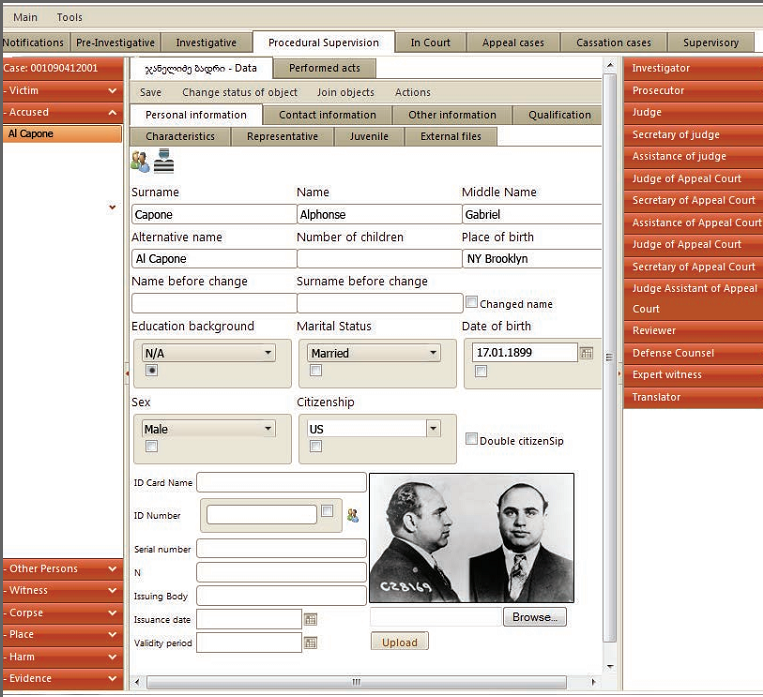 Main Tools
Notifications Pre-Investigative Investigative Procedural Supervision In Court Appeal cases Cassation cases Supervisory
Case: 001090412001
- Victim
- Accused
Al Capone
- Other Persons
- Witness
- Corpse
- Place
- Harm
- Evidence
ჯანელიძე ბადრი - Data Performed acts
Save Change status of object Join objects Actions
Personal information Contact information Other information Qualification
Characteristics Representative Juvenile External files
Surname Name Middle Name
Capone Alphonse Gabriel
Alternative name Number of children Place of birth
Al Capone NY Brooklyn
Name before change Surname before change
Changed name
Education background Marital Status Date of birth
N/A Married 17.01.1899
Sex Citizenship
Male US
Double citizenSip
ID Card Name
ID Number
Serial number
N
Issuing Body
Issuance date
Validity period
C28169
Browse...
Upload
Investigator
Prosecutor
Judge
Secretary of judge
Assistance of judge
Judge of Appeal Court
Secretary of Appeal Court
Assistance of Appeal Court
Judge of Appeal Court
Secretary of Appeal Court
Judge Assistant of Appeal
Court
Reviewer
Defense Counsel
Expert witness
Translator